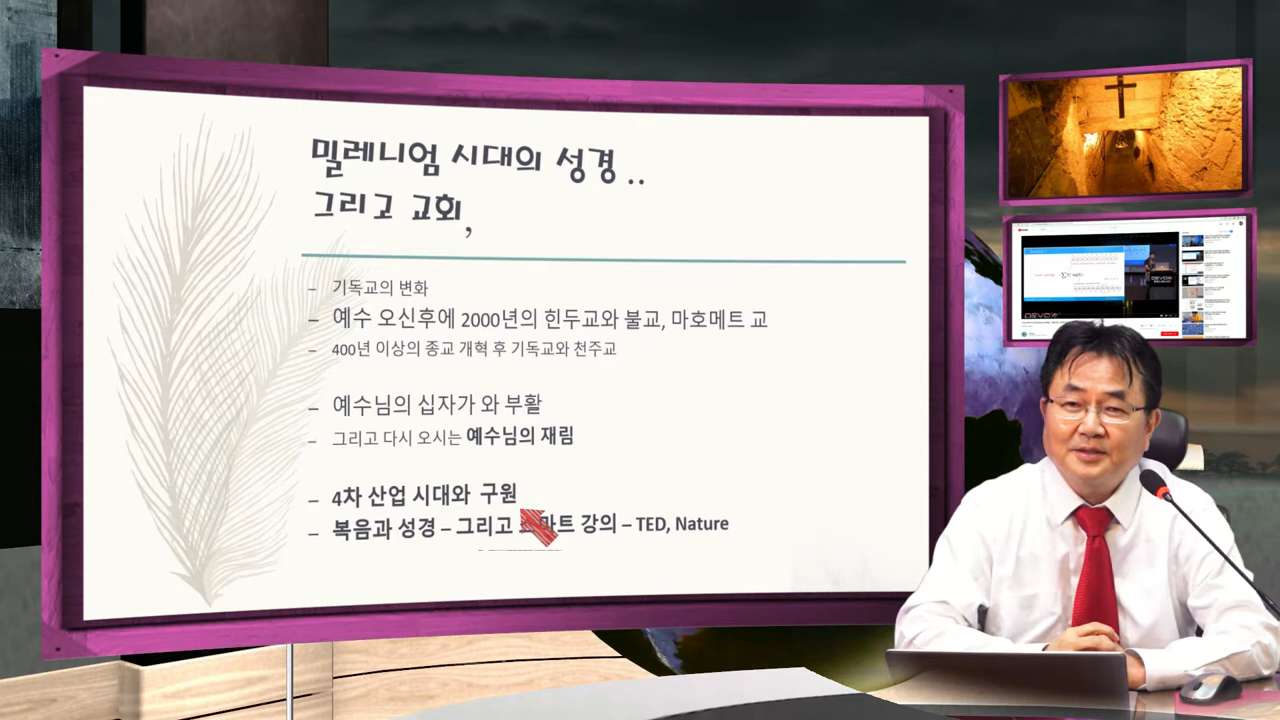 밀레니엄 시대의 성경 ..
그리고 교회,
– 기독교의 변화
– 예수 오신후에 2000년의 힌두교와 불교, 마호메트 교
– 400년 이상의 종교 개혁 후 기독교와 천주교
– 예수님의 십자가 와 부활
– 그리고 다시 오시는 예수님의 재림
– 4차 산업 시대와 구원
– 복음과 성경 – 그리고 강의 – TED, Nature
DEVOXX